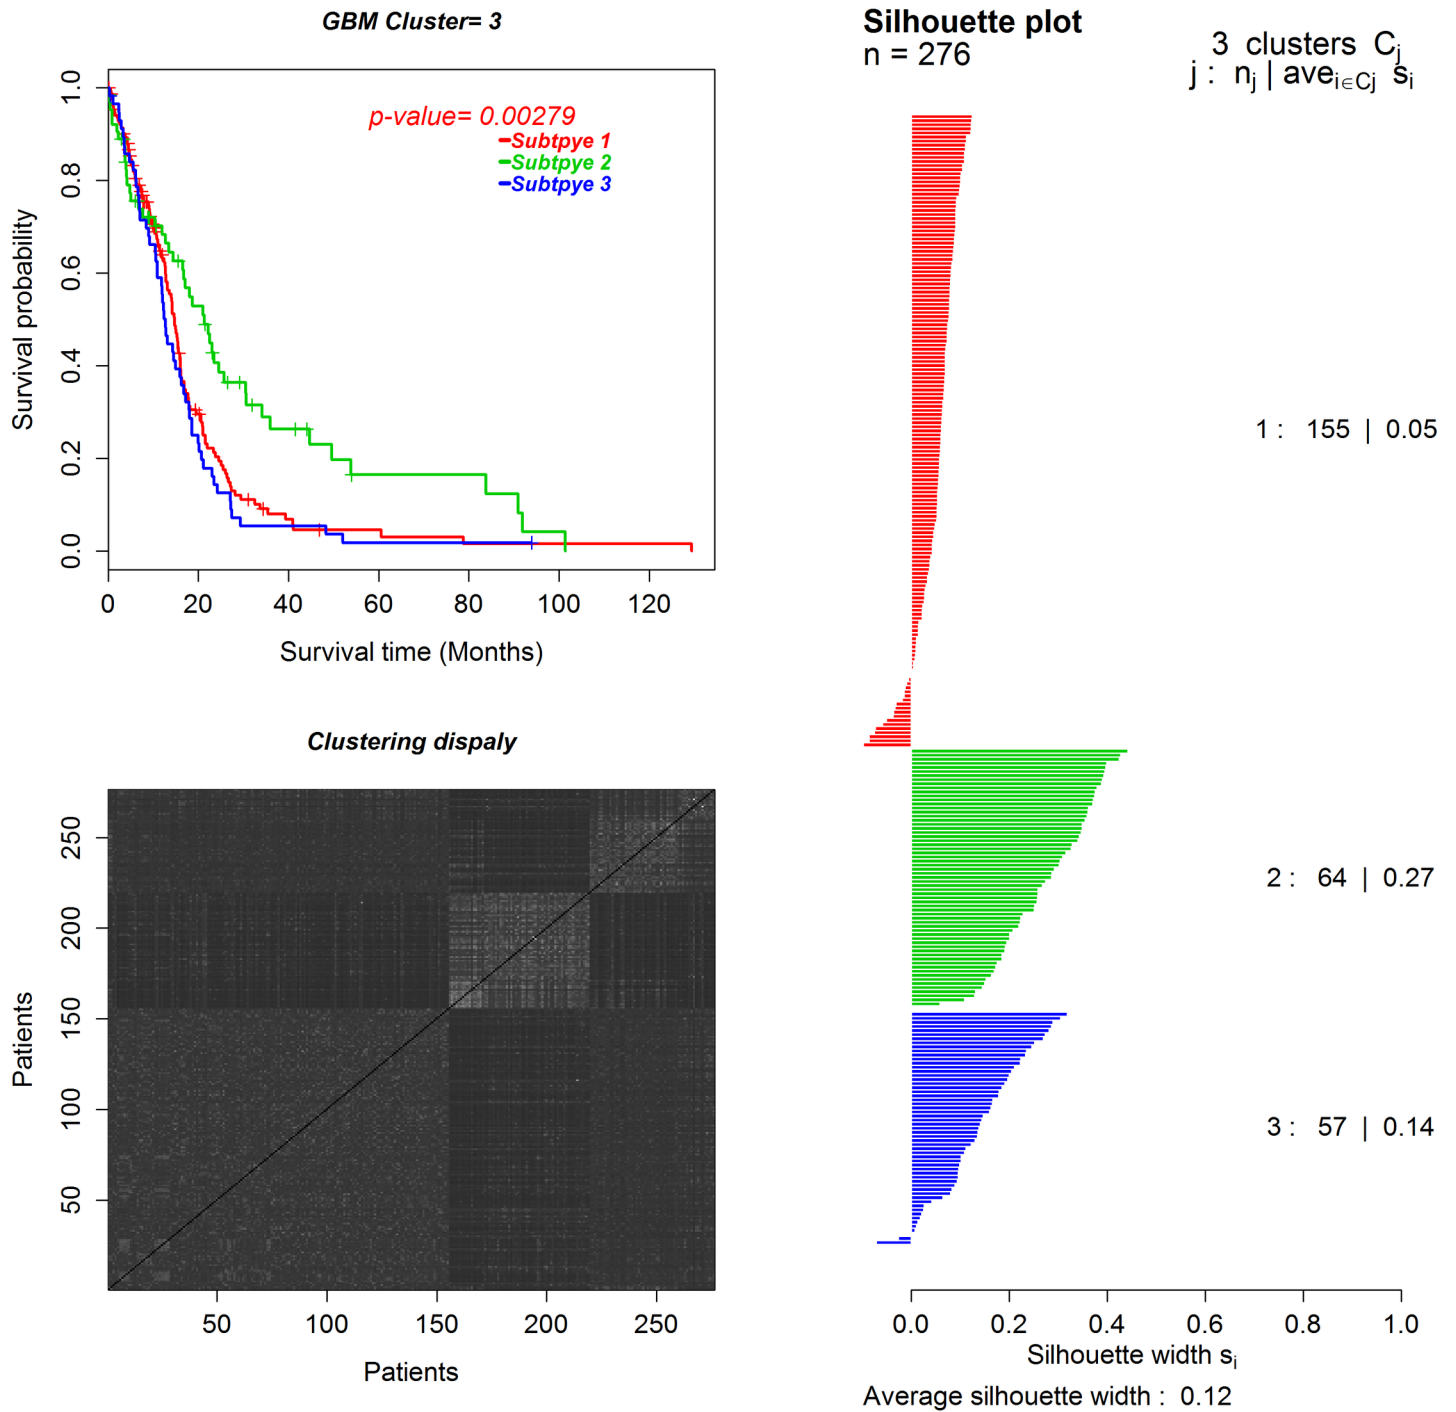 GBM Cluster= 3
p-value= 0.00279
Subtpye 1
Subtpye 2
Subtpye 3
Survival probability
0.0 0.2 0.4 0.6 0.8 1.0
0 20 40 60 80 100 120
Survival time (Months)
Clustering dispaly
Patients
50 100 150 200 250
50 100 150 200 250
Patients
Silhouette plot
n = 276
3 clusters Cj
j : nj | avei∈Cj si
1 : 155 | 0.05
2 : 64 | 0.27
3 : 57 | 0.14
0.0 0.2 0.4 0.6 0.8 1.0
Silhouette width si
Average silhouette width : 0.12